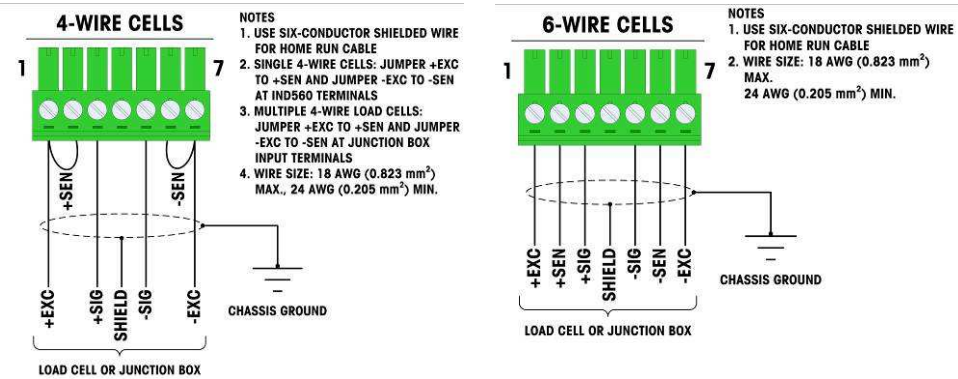 4-WIRE CELLS
1
7
+SEN
-SEN
+EXC
+SIG
SHIELD
-SIG
-EXC
CHASSIS GROUND
LOAD CELL OR JUNCTION BOX
NOTES
1. USE SIX-CONDUCTOR SHIELDED WIRE
FOR HOME RUN CABLE
2. SINGLE 4-WIRE CELLS: JUMPER +EXC
TO +SEN AND JUMPER -EXC TO -SEN
AT IND560 TERMINALS
3. MULTIPLE 4-WIRE LOAD CELLS:
JUMPER +EXC TO +SEN AND JUMPER
-EXC TO -SEN AT JUNCTION BOX
INPUT TERMINALS
4. WIRE SIZE: 18 AWG (0.823 mm²)
MAX., 24 AWG (0.205 mm²) MIN.
6-WIRE CELLS
1
7
+EXC
+SEN
+SIG
SHIELD
-SIG
-SEN
-EXC
CHASSIS GROUND
LOAD CELL OR JUNCTION BOX
NOTES
1. USE SIX-CONDUCTOR SHIELDED WIRE
FOR HOME RUN CABLE
2. WIRE SIZE: 18 AWG (0.823 mm²)
MAX.
24 AWG (0.205 mm²) MIN.